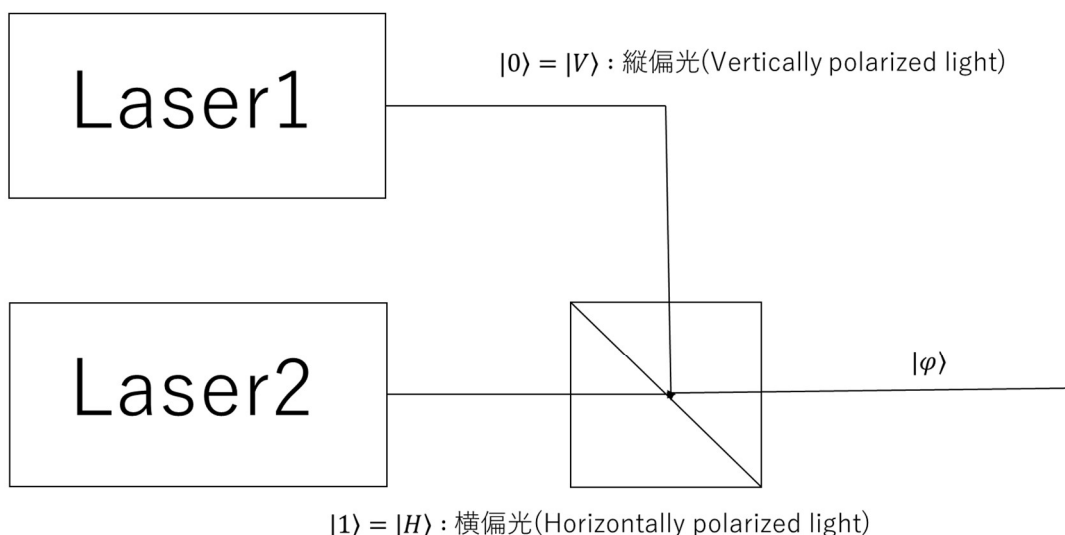 Laser1
|0⟩ = |V⟩ : 縦偏光(Vertically polarized light)
Laser2
|φ⟩
|1⟩ = |H⟩ : 横偏光(Horizontally polarized light)